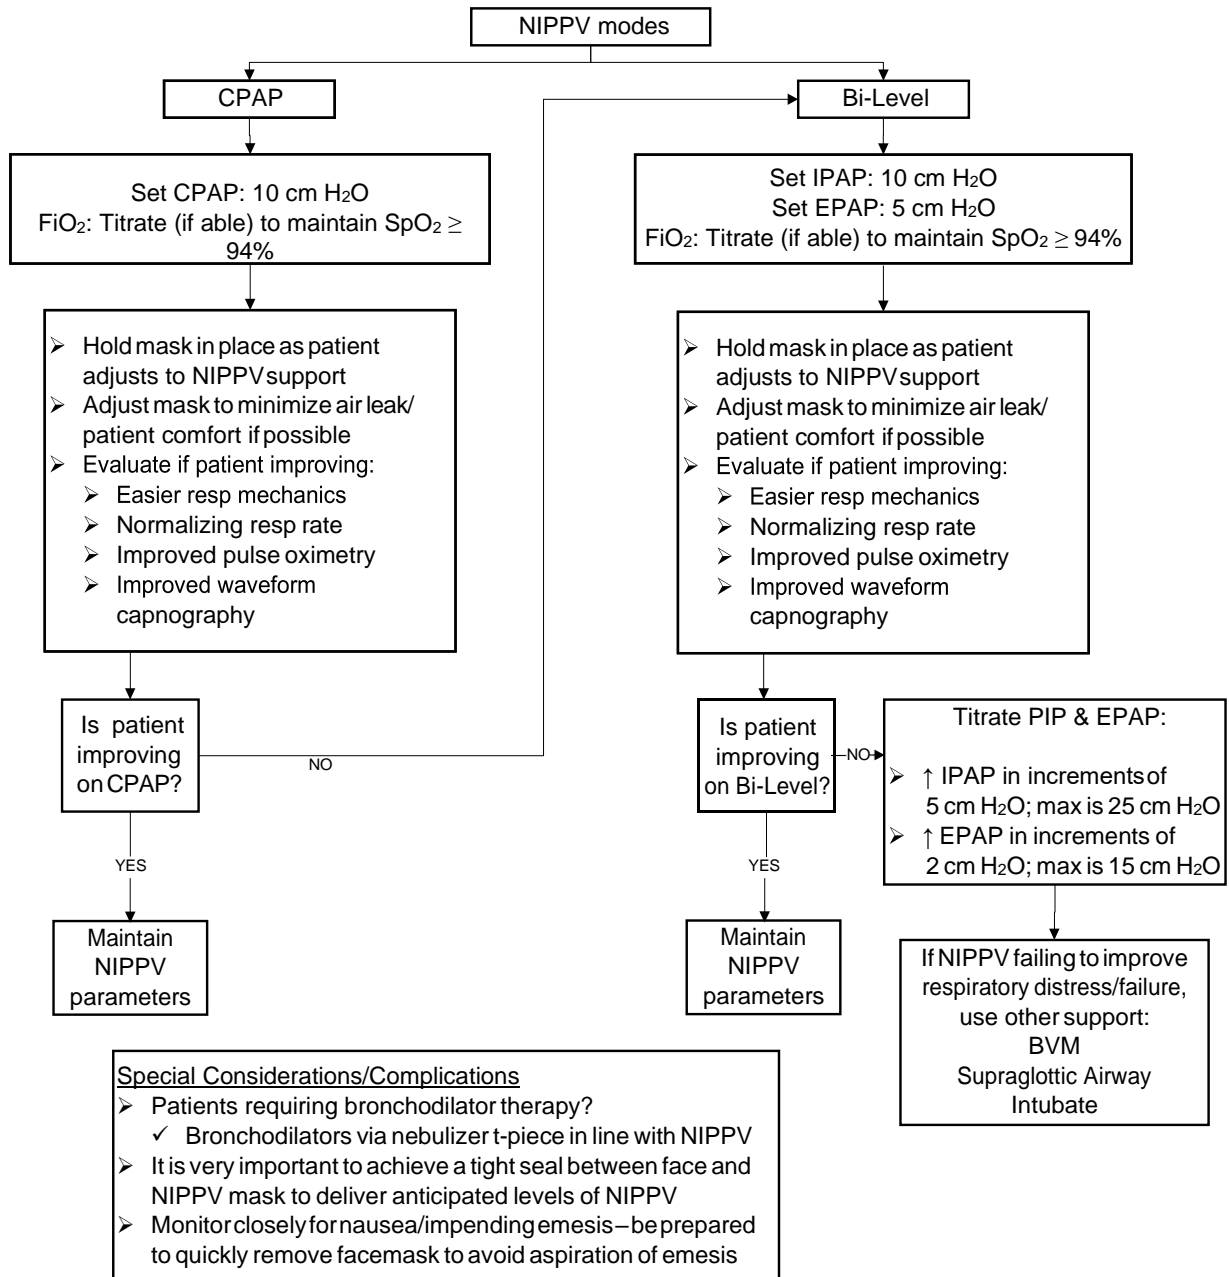 NIPPV modes
CPAP
Set CPAP: 10 cm H₂O
FiO₂: Titrate (if able) to maintain SpO₂ ≥
94%
➢ Hold mask in place as patient
adjusts to NIPPV support
➢ Adjust mask to minimize air leak/
patient comfort if possible
➢ Evaluate if patient improving:
➢ Easier resp mechanics
➢ Normalizing resp rate
➢ Improved pulse oximetry
➢ Improved waveform
capnography
Is patient
improving
on CPAP?
NO
YES
Maintain
NIPPV
parameters
Bi-Level
Set IPAP: 10 cm H₂O
Set EPAP: 5 cm H₂O
FiO₂: Titrate (if able) to maintain SpO₂ ≥ 94%
➢ Hold mask in place as patient
adjusts to NIPPV support
➢ Adjust mask to minimize air leak/
patient comfort if possible
➢ Evaluate if patient improving:
➢ Easier resp mechanics
➢ Normalizing resp rate
➢ Improved pulse oximetry
➢ Improved waveform
capnography
Is patient
improving
on Bi-Level?
NO
YES
Maintain
NIPPV
parameters
Titrate PIP & EPAP:
➢ ↑ IPAP in increments of
5 cm H₂O; max is 25 cm H₂O
➢ ↑ EPAP in increments of
2 cm H₂O; max is 15 cm H₂O
If NIPPV failing to improve
respiratory distress/failure,
use other support:
BVM
Supraglottic Airway
Intubate
Special Considerations/Complications
➢ Patients requiring bronchodilator therapy?
✓ Bronchodilators via nebulizer t-piece in line with NIPPV
➢ It is very important to achieve a tight seal between face and
NIPPV mask to deliver anticipated levels of NIPPV
➢ Monitor closely for nausea/impending emesis – be prepared
to quickly remove facemask to avoid aspiration of emesis